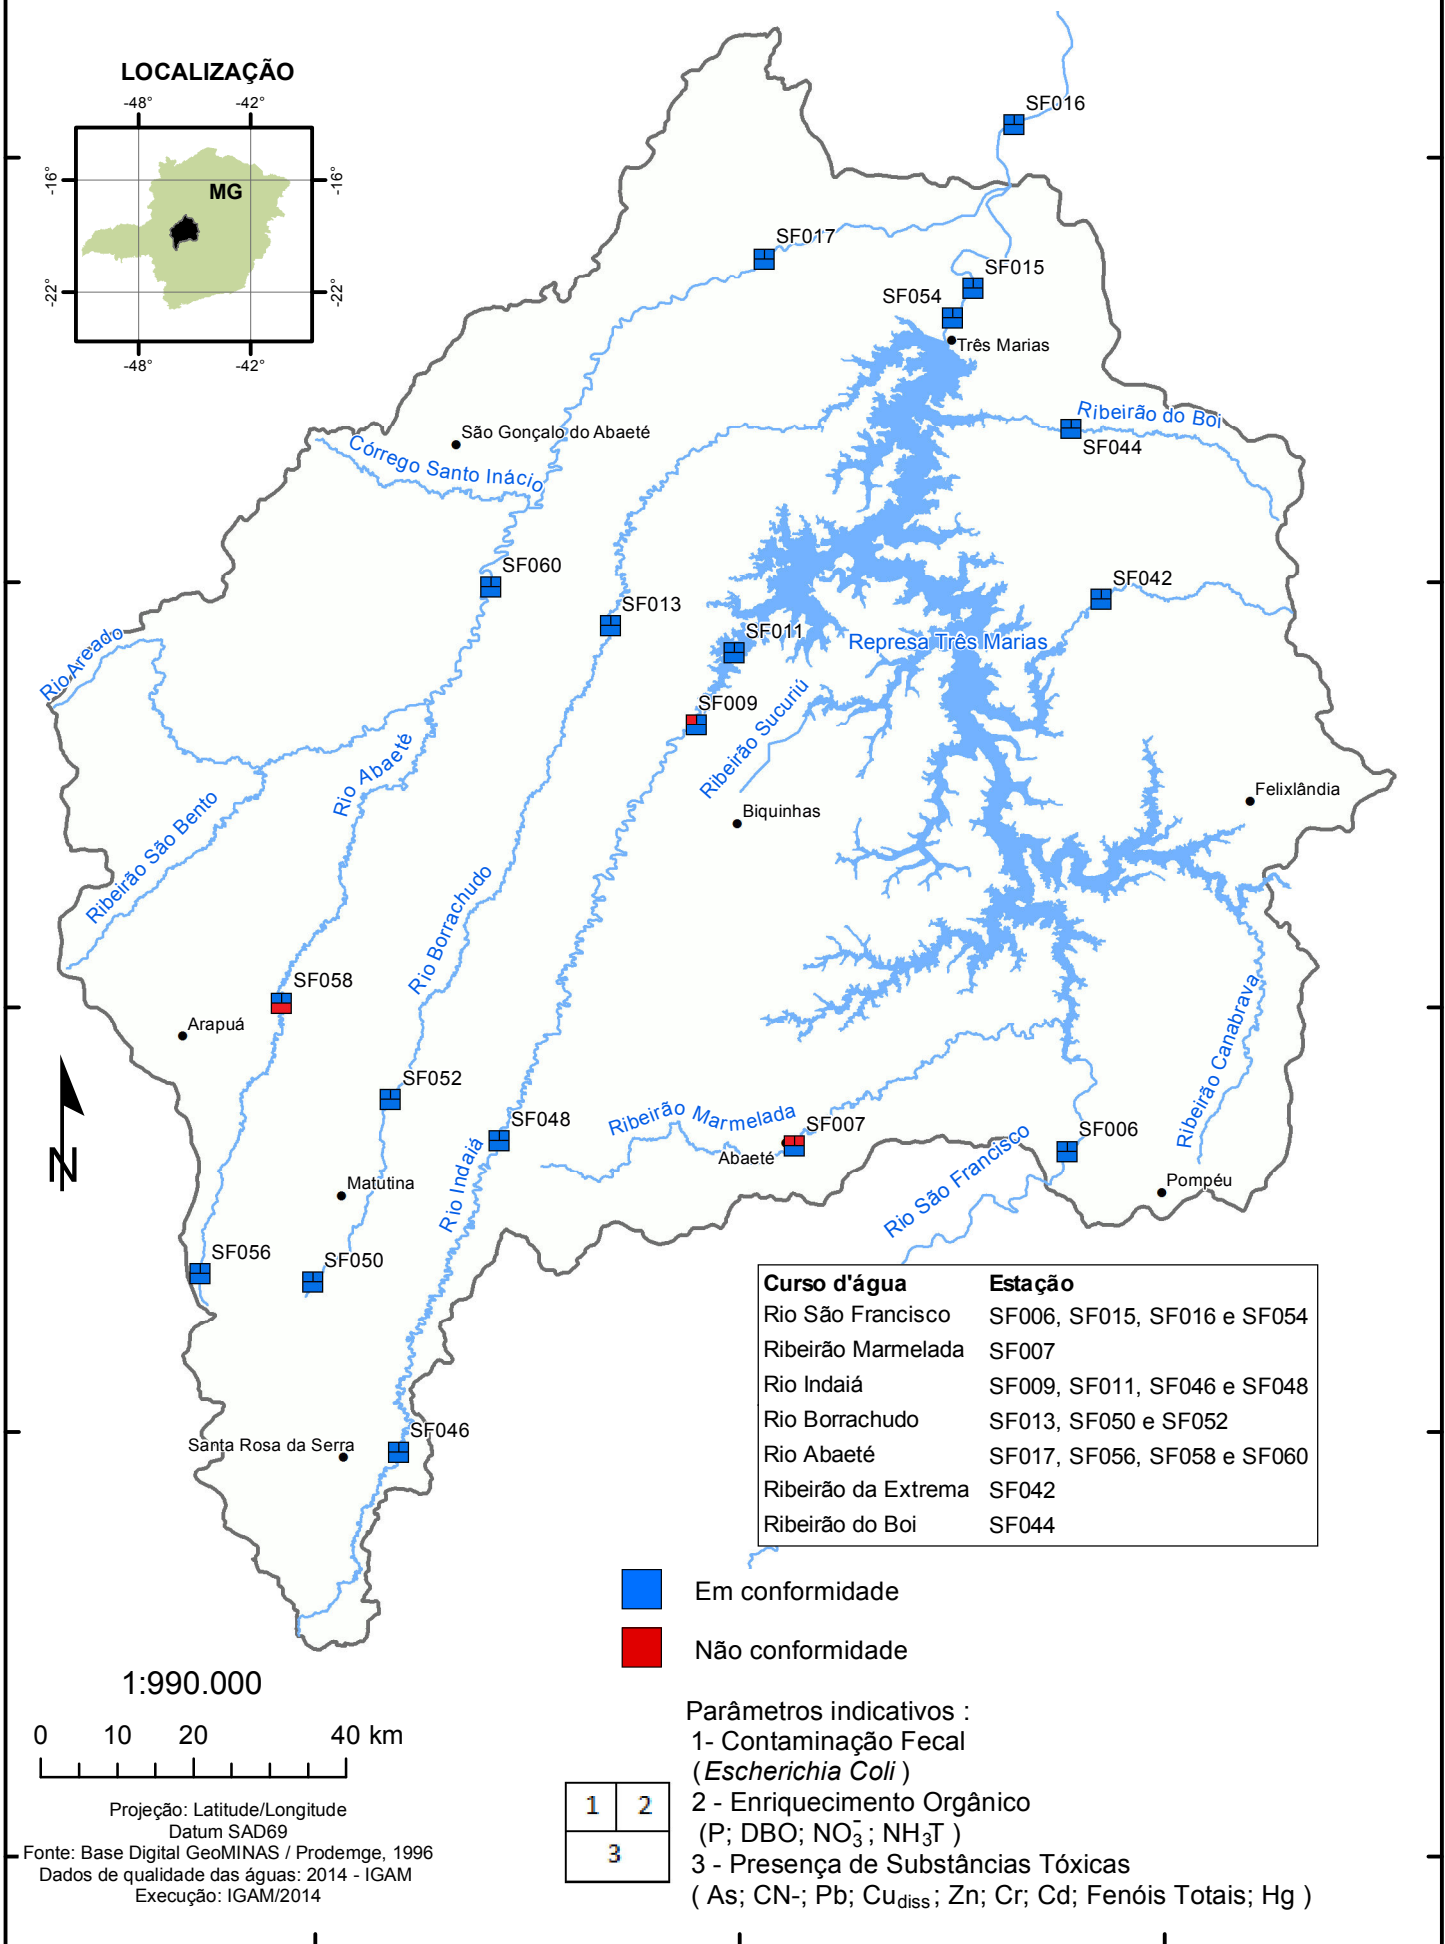 LOCALIZAÇÃO
-48°
-42°
-16°
-16°
MG
-22°
-22°
-48°
-42°
SF016
SF017
SF015
SF054
Três Marias
Ribeirão do Boi
SF044
São Gonçalo do Abaeté
Córrego Santo Inácio
SF060
SF042
SF013
SF011
Represa Três Marias
Rio Areado
SF009
Ribeirão Sucuriú
Rio Abaeté
Felixlândia
Biquinhas
Ribeirão São Bento
Rio Borrachudo
SF058
Arapuá
Ribeirão Canabrava
SF052
SF048
Ribeirão Marmelada
SF007
SF006
Abaeté
Rio São Francisco
Pompéu
Matutina
Rio Indaiá
N
SF056
SF050
Curso d'água Estação
Rio São Francisco SF006, SF015, SF016 e SF054
Ribeirão Marmelada SF007
Rio Indaiá SF009, SF011, SF046 e SF048
Rio Borrachudo SF013, SF050 e SF052
Rio Abaeté SF017, SF056, SF058 e SF060
Ribeirão da Extrema SF042
Ribeirão do Boi SF044
SF046
Santa Rosa da Serra
Em conformidade
Não conformidade
1:990.000
0 10 20 40 km
Projeção: Latitude/Longitude
Datum SAD69
Fonte: Base Digital GeoMINAS / Prodemge, 1996
Dados de qualidade das águas: 2014 - IGAM
Execução: IGAM/2014
1 2
3
Parâmetros indicativos :
1- Contaminação Fecal
(Escherichia Coli )
2 - Enriquecimento Orgânico
(P; DBO; NO₃⁻; NH₃T )
3 - Presença de Substâncias Tóxicas
( As; CN-; Pb; Cudiss; Zn; Cr; Cd; Fenóis Totais; Hg )